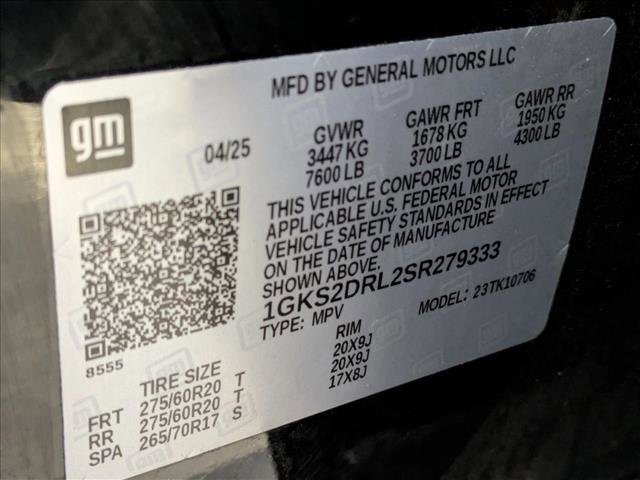 MFD BY GENERAL MOTORS LLC
gm
04/25 GVWR GAWR FRT GAWR RR
3447 KG 1678 KG 1950 KG
7600 LB 3700 LB 4300 LB
THIS VEHICLE CONFORMS TO ALL
APPLICABLE U.S. FEDERAL MOTOR
VEHICLE SAFETY STANDARDS IN EFFECT
ON THE DATE OF MANUFACTURE
SHOWN ABOVE.
1GKS2DRL2SR279333
TYPE: MPV MODEL: 23TK10706
8555
TIRE SIZE RIM
FRT 275/60R20 T 20X9J
RR 275/60R20 T 20X9J
SPA 265/70R17 S 17X8J